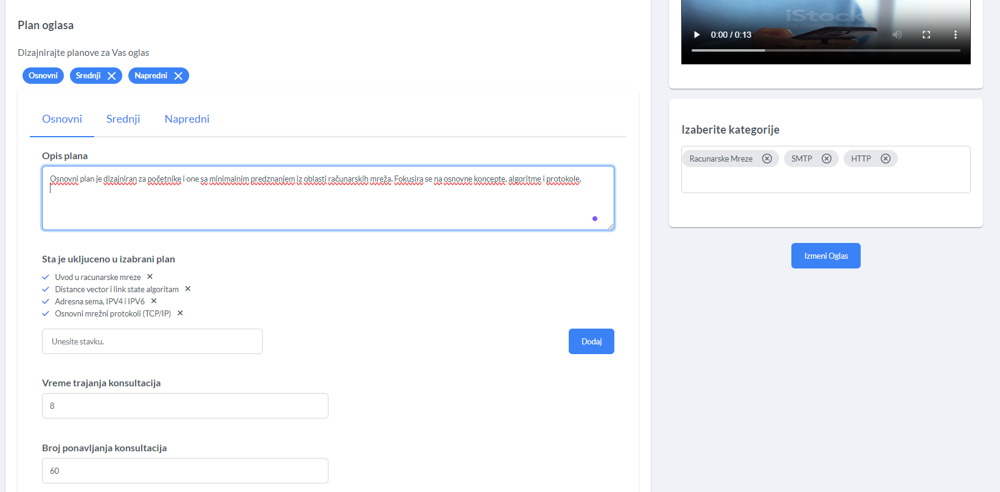 Plan oglasa
Dizajnirajte planove za Vas oglas
Osnovni Srednji Napredni
Osnovni Srednji Napredni
Opis plana
Osnovni plan je dizajniran za početnike i one sa minimalnim predznanjem iz oblasti računarskih mreža. Fokusira se na osnovne koncepte, algoritme i protokole.
Sta je ukljuceno u izabrani plan
Uvod u racunarske mreze
Distance vector i link state algoritam
Adresna sema, IPV4 i IPV6
Osnovni mrežni protokoli (TCP/IP)
Unesite stavku.
Dodaj
Vreme trajanja konsultacija
8
Broj ponavljanja konsultacija
60
iStock
by Getty Images
0:00 / 0:13
Izaberite kategorije
Racunarske Mreze SMTP HTTP
Izmeni Oglas